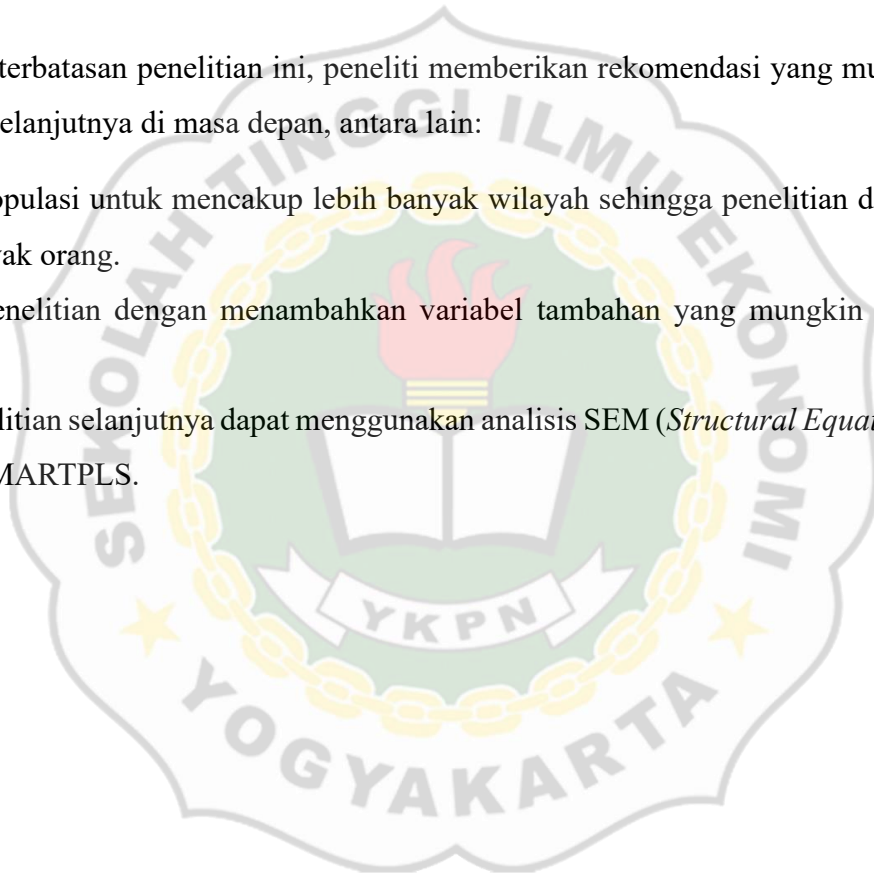 terbatasan penelitian ini, peneliti memberikan rekomendasi yang mu
elanjutnya di masa depan, antara lain:
opulasi untuk mencakup lebih banyak wilayah sehingga penelitian d
yak orang.
enelitian dengan menambahkan variabel tambahan yang mungkin
litian selanjutnya dapat menggunakan analisis SEM (Structural Equa
MARTPLS.
SEKOLAH TINGGI ILMU EKONOMI
YKPN
YOGYAKARTA